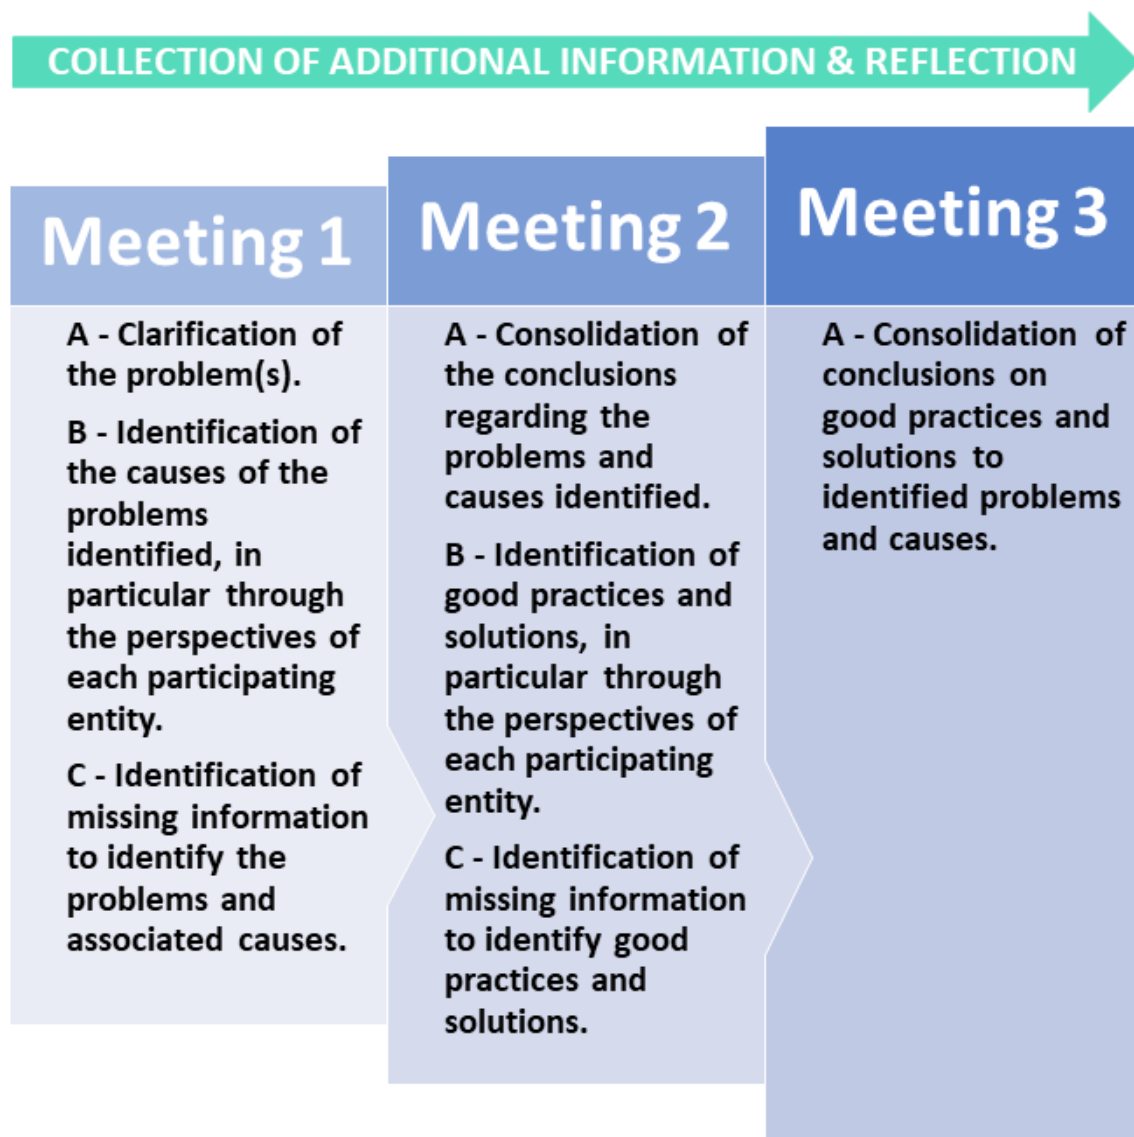 COLLECTION OF ADDITIONAL INFORMATION & REFLECTION
Meeting 1
A - Clarification of
the problem(s).
B - Identification of
the causes of the
problems
identified, in
particular through
the perspectives of
each participating
entity.
C - Identification of
missing information
to identify the
problems and
associated causes.
Meeting 2
A - Consolidation of
the conclusions
regarding the
problems and
causes identified.
B - Identification of
good practices and
solutions, in
particular through
the perspectives of
each participating
entity.
C - Identification of
missing information
to identify good
practices and
solutions.
Meeting 3
A - Consolidation of
conclusions on
good practices and
solutions to
identified problems
and causes.